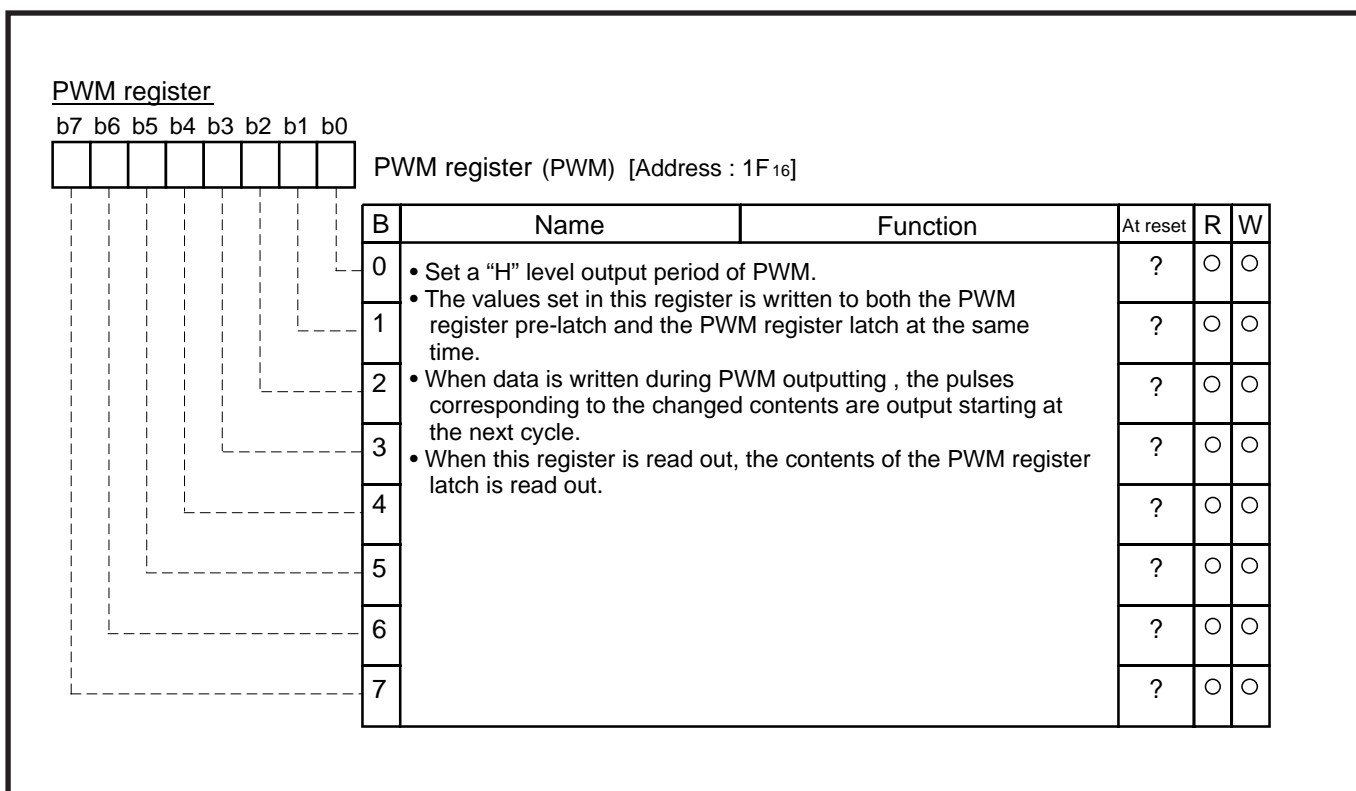 PWM register
b7 b6 b5 b4 b3 b2 b1 b0
PWM register (PWM) [Address : 1F16]
B Name Function At reset R W
0 • Set a “H” level output period of PWM. ? ○ ○
• The values set in this register is written to both the PWM
1 register pre-latch and the PWM register latch at the same ? ○ ○
time.
2 • When data is written during PWM outputting , the pulses ? ○ ○
corresponding to the changed contents are output starting at
the next cycle.
3 ? ○ ○
• When this register is read out, the contents of the PWM register
latch is read out.
4 ? ○ ○
5 ? ○ ○
6 ? ○ ○
7 ? ○ ○